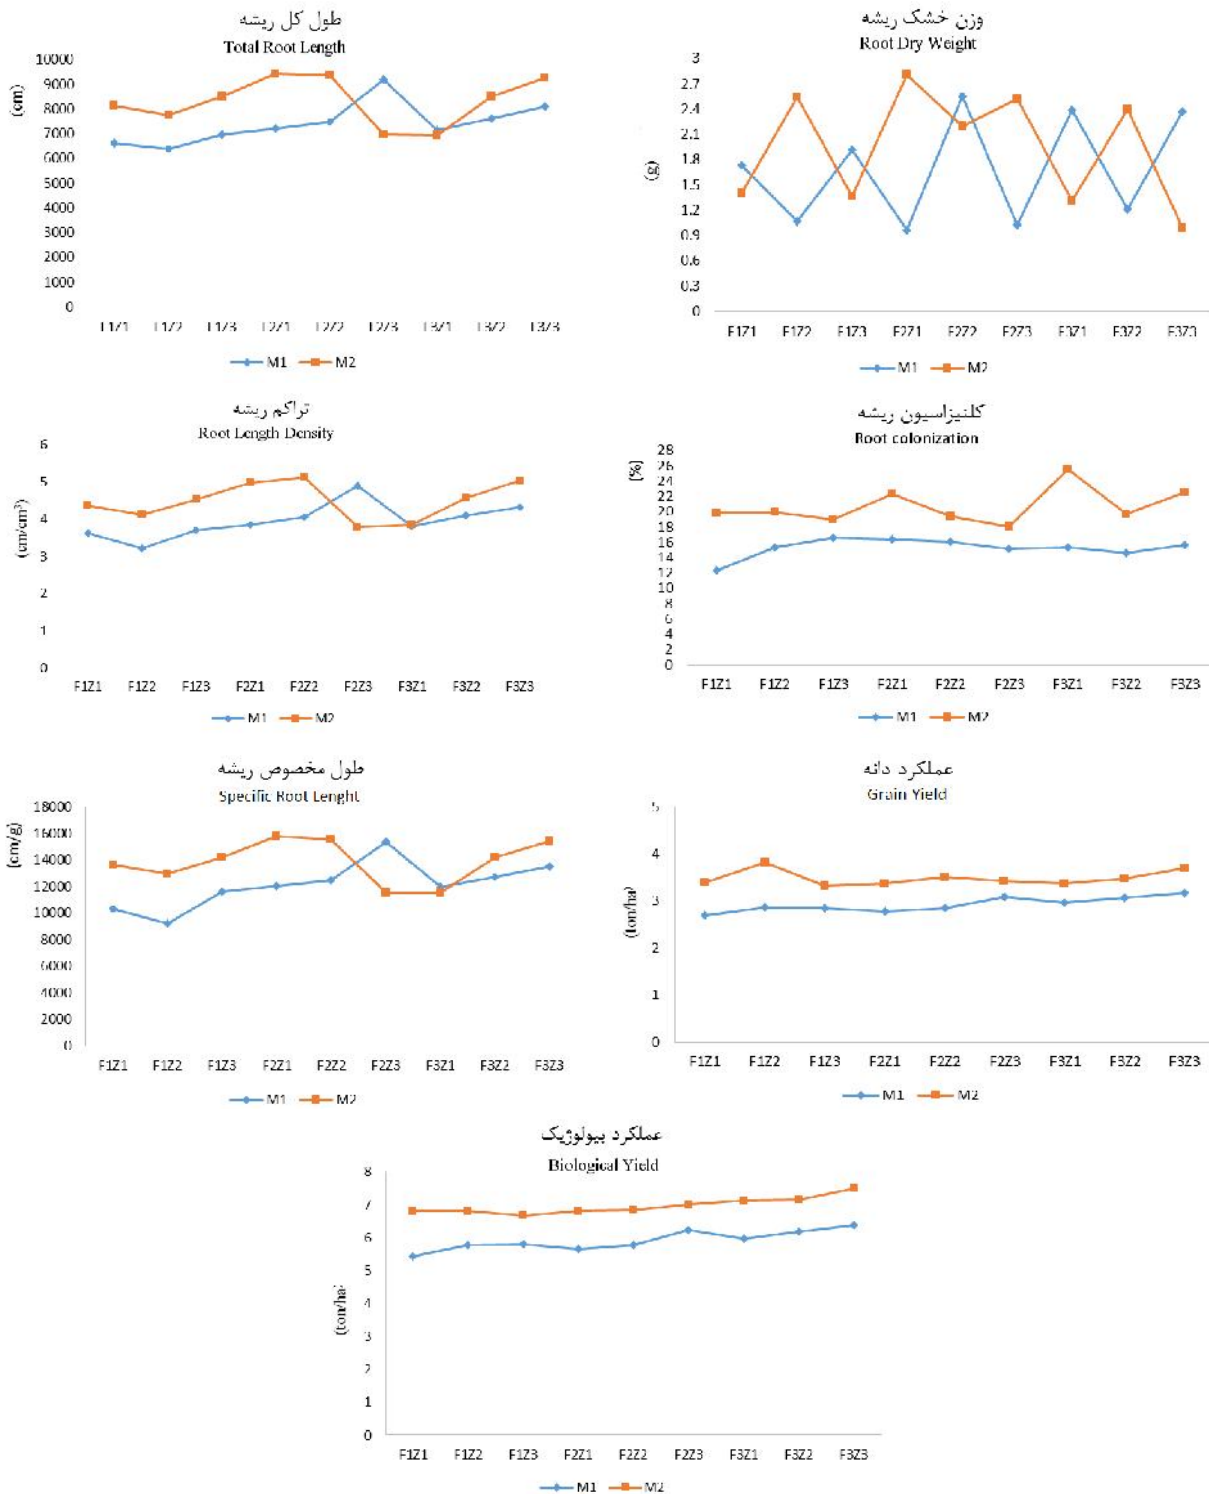 طول کل ریشه
Total Root Length
(cm)
10000
9000
8000
7000
6000
5000
4000
3000
2000
1000
0
F1Z1 F1Z2 F1Z3 F2Z1 F2Z2 F2Z3 F3Z1 F3Z2 F3Z3
M1 M2
وزن خشک ریشه
Root Dry Weight
(g)
3
2.7
2.4
2.1
1.8
1.5
1.2
0.9
0.6
0.3
0
F1Z1 F1Z2 F1Z3 F2Z1 F2Z2 F2Z3 F3Z1 F3Z2 F3Z3
M1 M2
تراکم ریشه
Root Length Density
(cm/cm³)
6
5
4
3
2
1
0
F1Z1 F1Z2 F1Z3 F2Z1 F2Z2 F2Z3 F3Z1 F3Z2 F3Z3
M1 M2
کلنیزاسیون ریشه
Root colonization
(%)
28
26
24
22
20
18
16
14
12
10
8
6
4
2
0
F1Z1 F1Z2 F1Z3 F2Z1 F2Z2 F2Z3 F3Z1 F3Z2 F3Z3
M1 M2
طول مخصوص ریشه
Specific Root Lenght
(cm/g)
18000
16000
14000
12000
10000
8000
6000
4000
2000
0
F1Z1 F1Z2 F1Z3 F2Z1 F2Z2 F2Z3 F3Z1 F3Z2 F3Z3
M1 M2
عملکرد دانه
Grain Yield
(ton/ha)
5
4
3
2
1
0
F1Z1 F1Z2 F1Z3 F2Z1 F2Z2 F2Z3 F3Z1 F3Z2 F3Z3
M1 M2
عملکرد بیولوژیک
Biological Yield
(ton/ha)
8
7
6
5
4
3
2
1
0
F1Z1 F1Z2 F1Z3 F2Z1 F2Z2 F2Z3 F3Z1 F3Z2 F3Z3
M1 M2